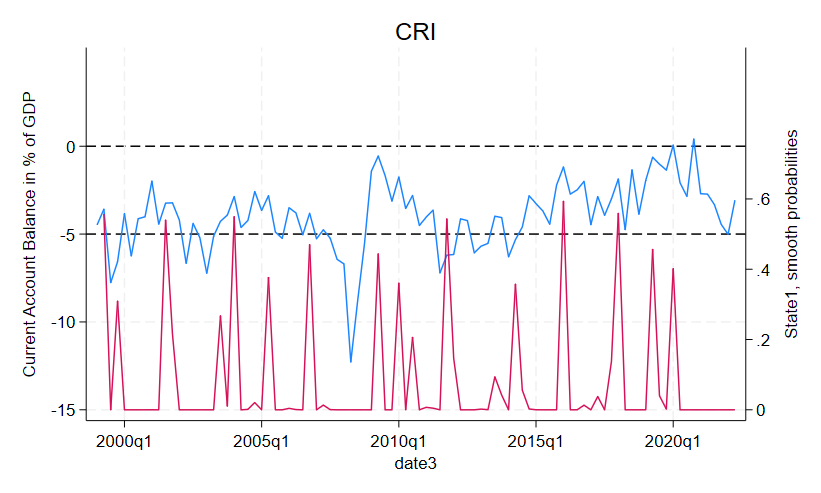 CRI
Current Account Balance in % of GDP
0
-5
-10
-15
State1, smooth probabilities
.6
.4
.2
0
2000q1 2005q1 2010q1 2015q1 2020q1
date3